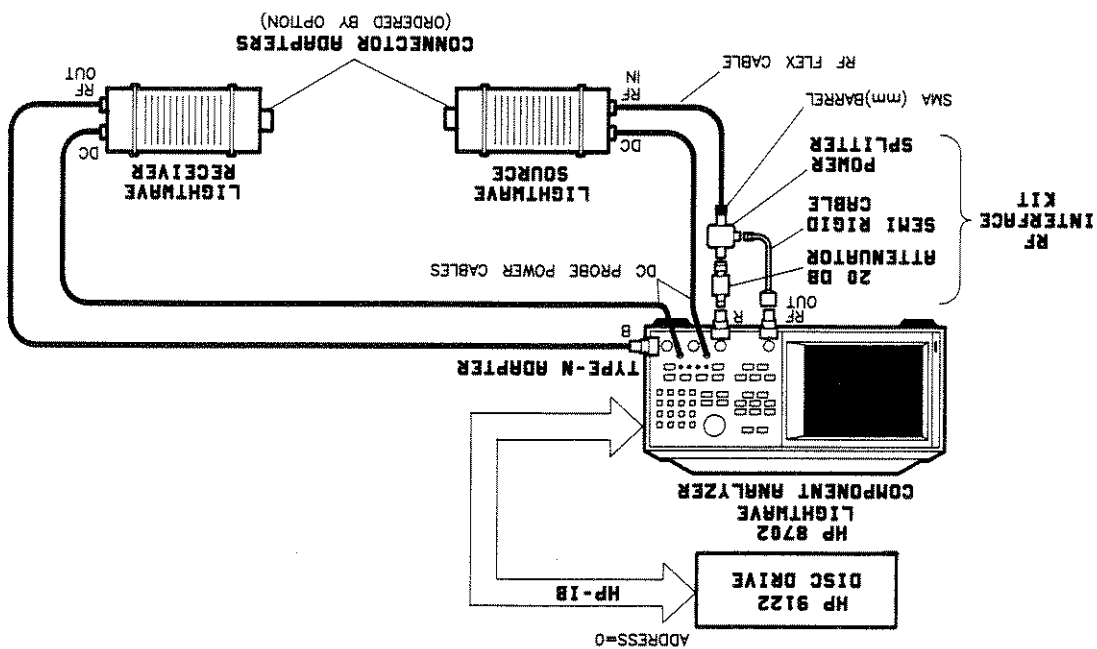 ADDRESS=0
HP 9122
DISC DRIVE
HP-IB
HP 8702
LIGHTWAVE
COMPONENT ANALYZER
TYPE-N ADAPTER
B
R
RF
OUT
DC PROBE POWER CABLES
RF
INTERFACE
KIT
20 DB
ATTENUATOR
SEMI RIGID
CABLE
POWER
SPLITTER
SMA (mm)BARREL
RF FLEX CABLE
LIGHTWAVE
SOURCE
DC
RF
IN
LIGHTWAVE
RECEIVER
DC
RF
OUT
CONNECTOR ADAPTERS
(ORDERED BY OPTION)